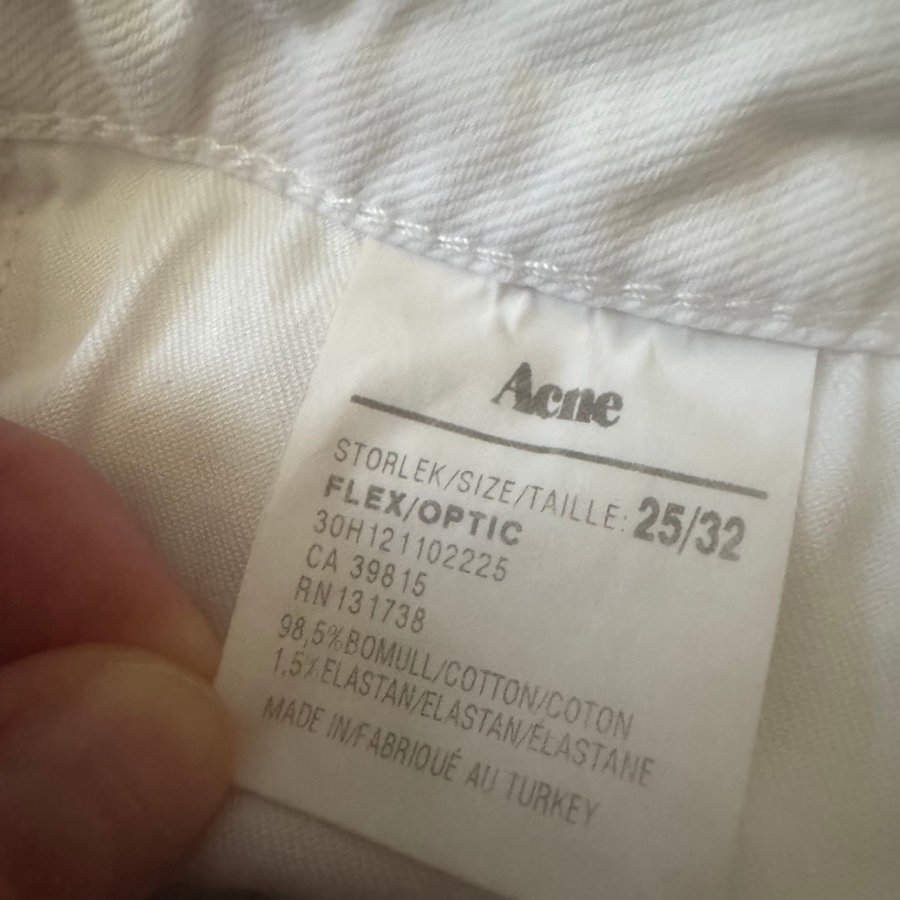 Acne
STORLEK/SIZE/TAILLE: 25/32
FLEX/OPTIC
30H121102225
CA 39815
RN131738
98,5%BOMULL/COTTON/COTON
1,5%ELASTAN/ELASTAN/ÉLASTANE
MADE IN/FABRIQUÉ AU TURKEY